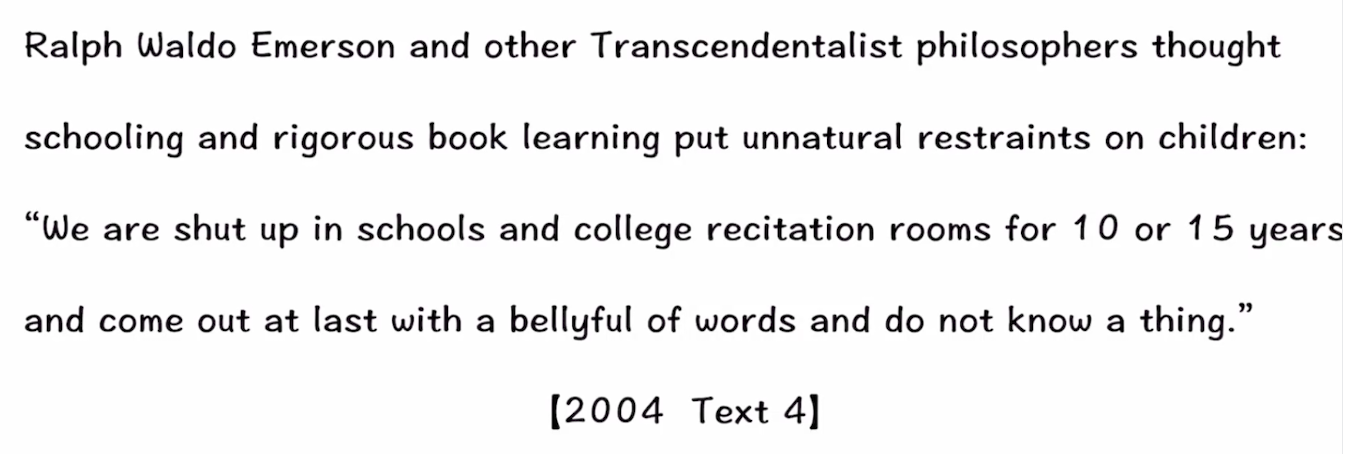 Ralph Waldo Emerson and other Transcendentalist philosophers thought
schooling and rigorous book learning put unnatural restraints on children:
“We are shut up in schools and college recitation rooms for 10 or 15 years
and come out at last with a bellyful of words and do not know a thing.”
【2004 Text 4】